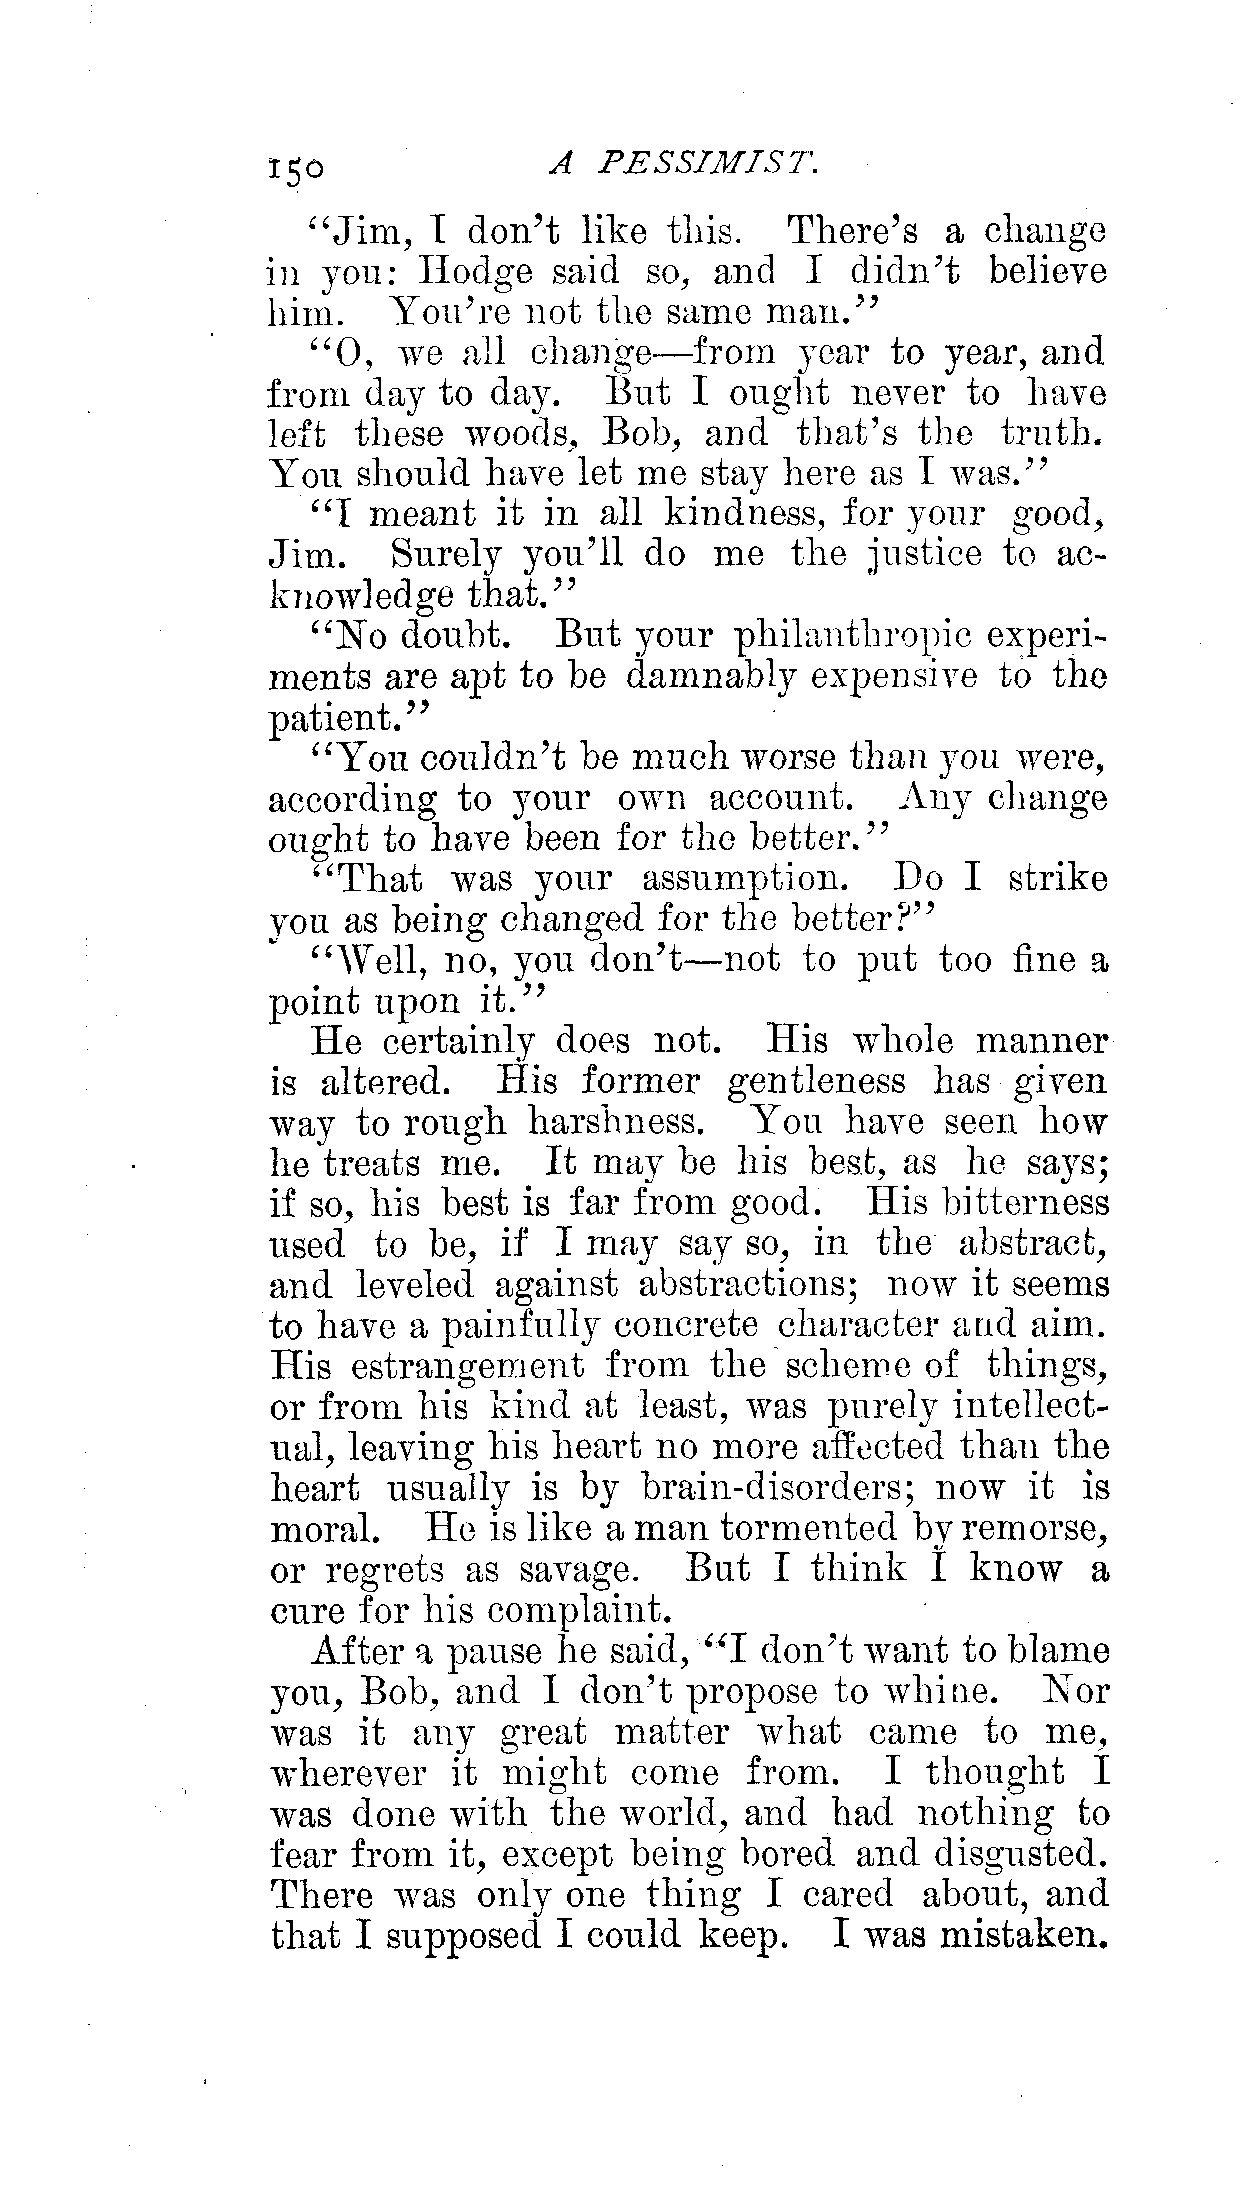 150 A PESSIMIST.
"Jim, I don't like this. There's a change
in you: Hodge said so, and I didn't believe
him. You're not the same man."
"O, we all change—from year to year, and
from day to day. But I ought never to have
left these woods, Bob, and that's the truth.
You should have let me stay here as I was."
"I meant it in all kindness, for your good,
Jim. Surely you'll do me the justice to ac-
knowledge that."
"No doubt. But your philanthropic experi-
ments are apt to be damnably expensive to the
patient."
"You couldn't be much worse than you were,
according to your own account. Any change
ought to have been for the better."
"That was your assumption. Do I strike
you as being changed for the better?"
"Well, no, you don't—not to put too fine a
point upon it."
He certainly does not. His whole manner
is altered. His former gentleness has given
way to rough harshness. You have seen how
he treats me. It may be his best, as he says;
if so, his best is far from good. His bitterness
used to be, if I may say so, in the abstract,
and leveled against abstractions; now it seems
to have a painfully concrete character and aim.
His estrangement from the scheme of things,
or from his kind at least, was purely intellect-
ual, leaving his heart no more affected than the
heart usually is by brain-disorders; now it is
moral. He is like a man tormented by remorse,
or regrets as savage. But I think I know a
cure for his complaint.
After a pause he said, "I don't want to blame
you, Bob, and I don't propose to whine. Nor
was it any great matter what came to me,
wherever it might come from. I thought I
was done with the world, and had nothing to
fear from it, except being bored and disgusted.
There was only one thing I cared about, and
that I supposed I could keep. I was mistaken.